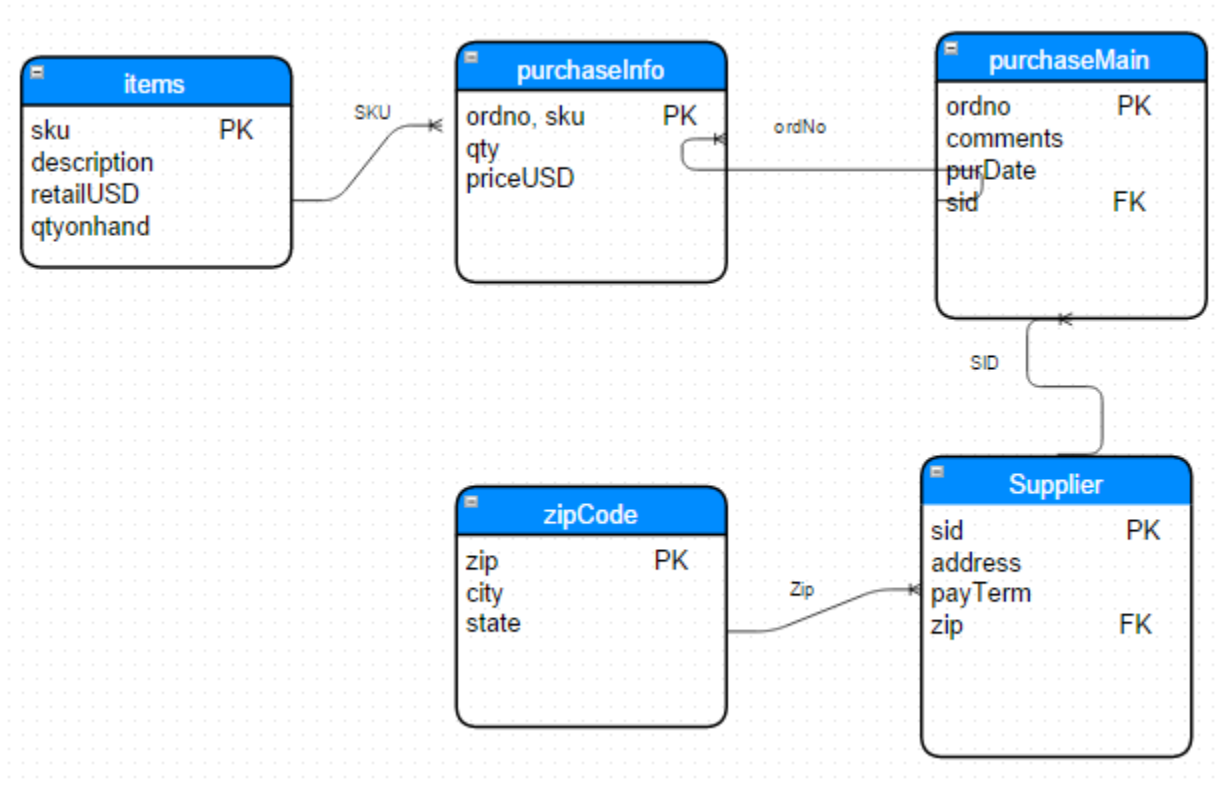 items
sku PK
description
retailUSD
qtyonhand
SKU
purchaseInfo
ordno, sku PK
qty
priceUSD
ordNo
purchaseMain
ordno PK
comments
purDate
sid FK
SID
zipCode
zip PK
city
state
Zip
Supplier
sid PK
address
payTerm
zip FK